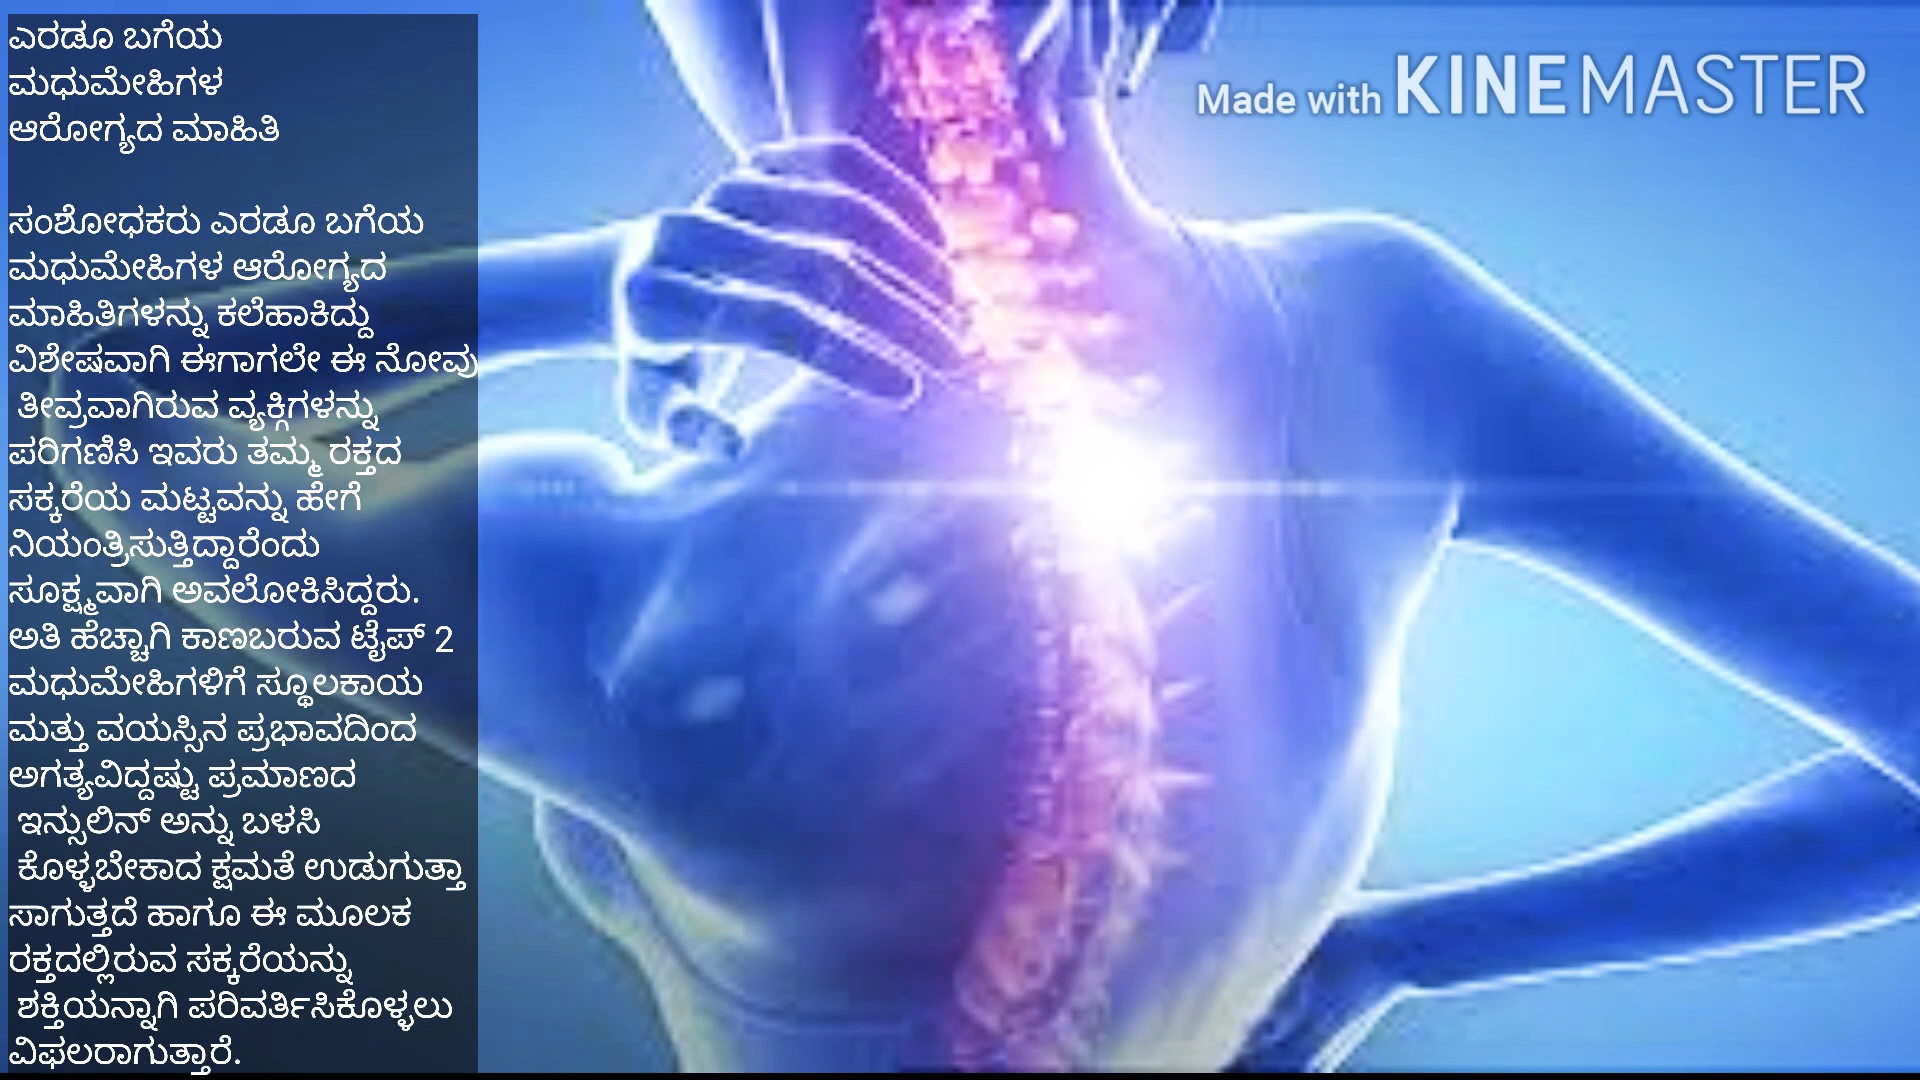 ಎರಡೂ ಬಗೆಯ
ಮಧುಮೇಹಿಗಳ
ಆರೋಗ್ಯದ ಮಾಹಿತಿ
ಸಂಶೋಧಕರು ಎರಡೂ ಬಗೆಯ
ಮಧುಮೇಹಿಗಳ ಆರೋಗ್ಯದ
ಮಾಹಿತಿಗಳನ್ನು ಕಲೆಹಾಕಿದ್ದು
ವಿಶೇಷವಾಗಿ ಈಗಾಗಲೇ ಈ ನೋವು
ತೀವ್ರವಾಗಿರುವ ವ್ಯಕ್ತಿಗಳನ್ನು
ಪರಿಗಣಿಸಿ ಇವರು ತಮ್ಮ ರಕ್ತದ
ಸಕ್ಕರೆಯ ಮಟ್ಟವನ್ನು ಹೇಗೆ
ನಿಯಂತ್ರಿಸುತ್ತಿದ್ದಾರೆಂದು
ಸೂಕ್ಷ್ಮವಾಗಿ ಅವಲೋಕಿಸಿದ್ದರು.
ಅತಿ ಹೆಚ್ಚಾಗಿ ಕಾಣಬರುವ ಟೈಪ್ 2
ಮಧುಮೇಹಿಗಳಿಗೆ ಸ್ಥೂಲಕಾಯ
ಮತ್ತು ವಯಸ್ಸಿನ ಪ್ರಭಾವದಿಂದ
ಅಗತ್ಯವಿದ್ದಷ್ಟು ಪ್ರಮಾಣದ
ಇನ್ಸುಲಿನ್ ಅನ್ನು ಬಳಸಿ
ಕೊಳ್ಳಬೇಕಾದ ಕ್ಷಮತೆ ಉಡುಗುತ್ತಾ
ಸಾಗುತ್ತದೆ ಹಾಗೂ ಈ ಮೂಲಕ
ರಕ್ತದಲ್ಲಿರುವ ಸಕ್ಕರೆಯನ್ನು
ಶಕ್ತಿಯನ್ನಾಗಿ ಪರಿವರ್ತಿಸಿಕೊಳ್ಳಲು
ವಿಫಲರಾಗುತ್ತಾರೆ.
Made with KINEMASTER